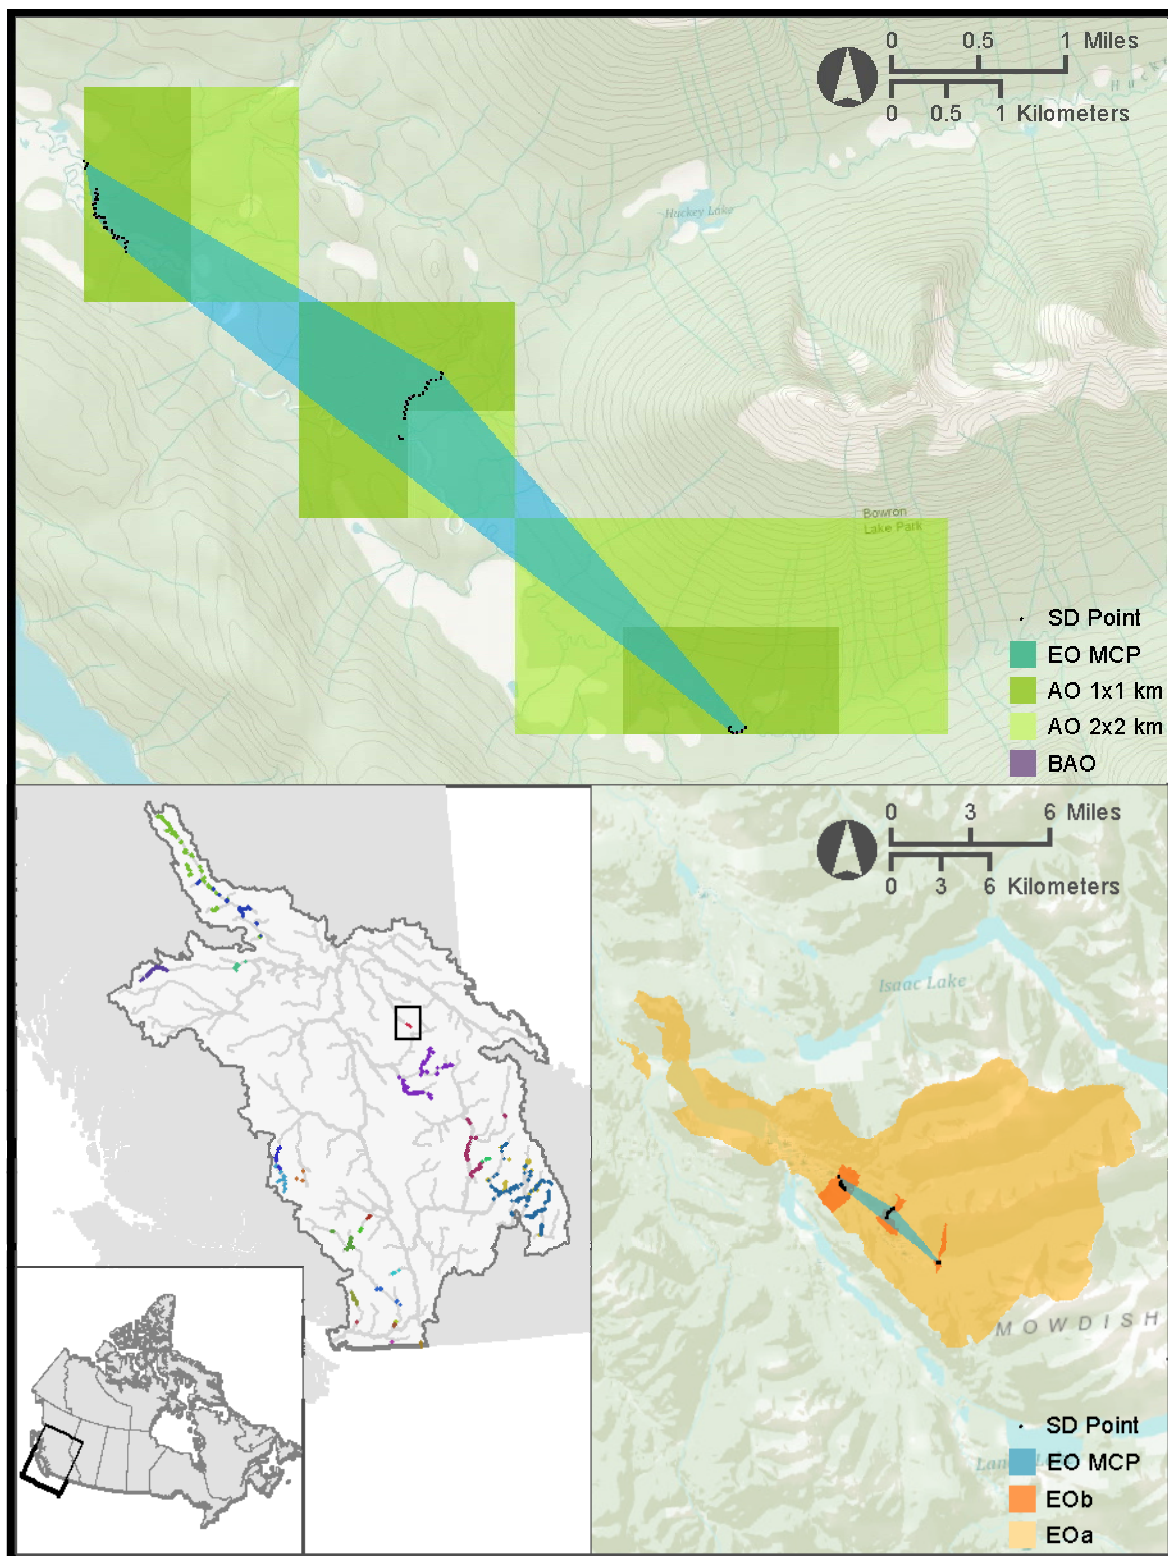 0 0.5 1 Miles
0 0.5 1 Kilometers
Huckey Lake
Bowron
Lake Park
SD Point
EO MCP
AO 1x1 km
AO 2x2 km
BAO
0 3 6 Miles
0 3 6 Kilometers
Isaac Lake
MOWDISH
SD Point
EO MCP
EOb
EOa